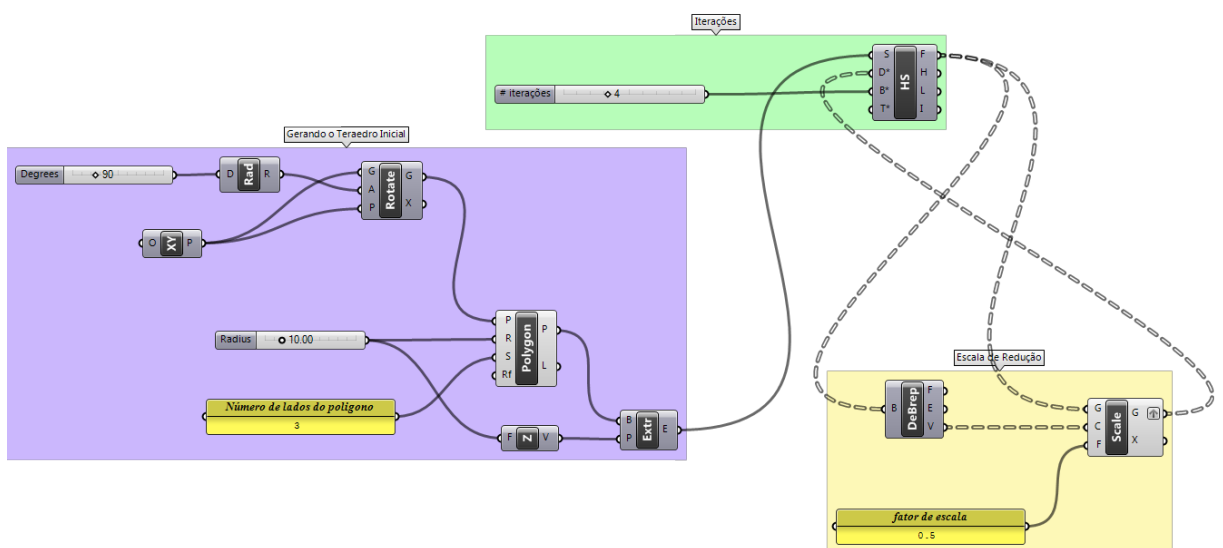 Iterações
S
F
D*
H
B*
L
T*
I
HS
# iterações
4
Gerando o Teraedro Inicial
Degrees
90
D
Rad
R
G
A
P
Rotate
G
X
O
XY
P
Radius
10.00
P
R
S
Rf
Polygon
P
L
Número de lados do polígono
3
F
Z
V
B
P
Extr
E
Escala de Redução
B
DeBrep
F
E
V
G
C
F
Scale
G
X
fator de escala
0.5